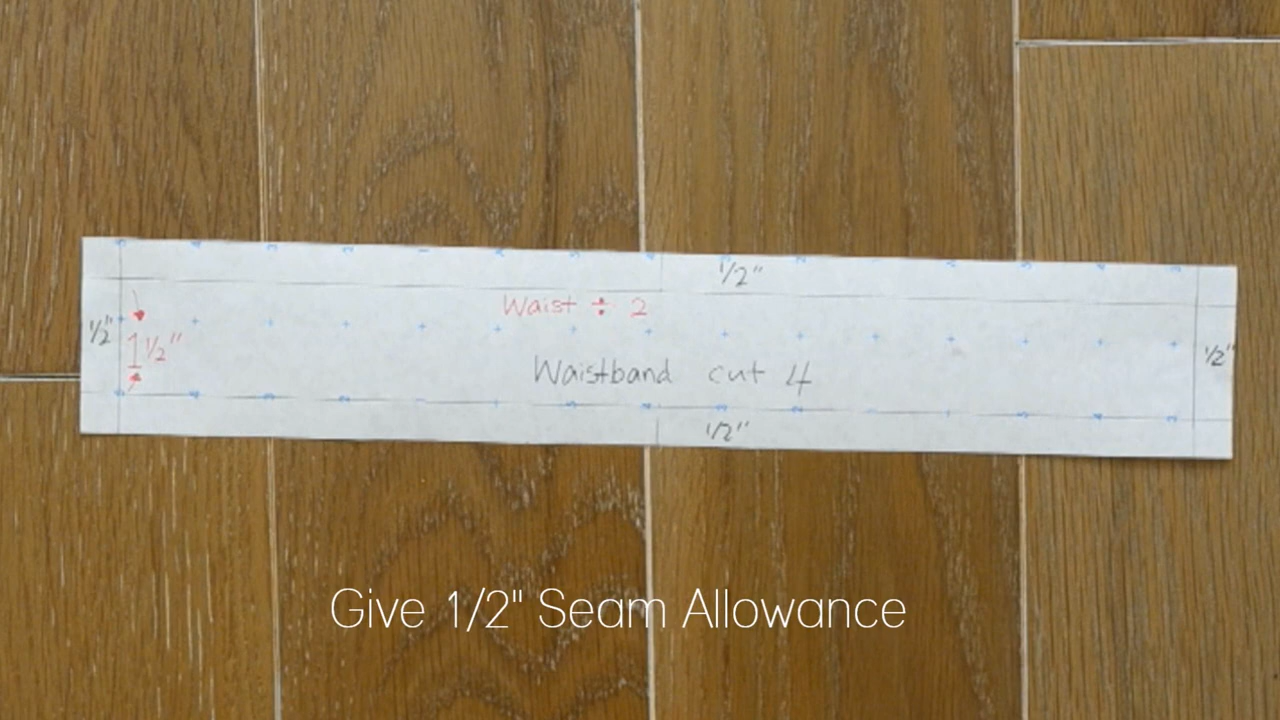 1/2"
Waist ÷ 2
1/2"
1 1/2"
1/2"
Waistband cut 4
1/2"
Give 1/2" Seam Allowance